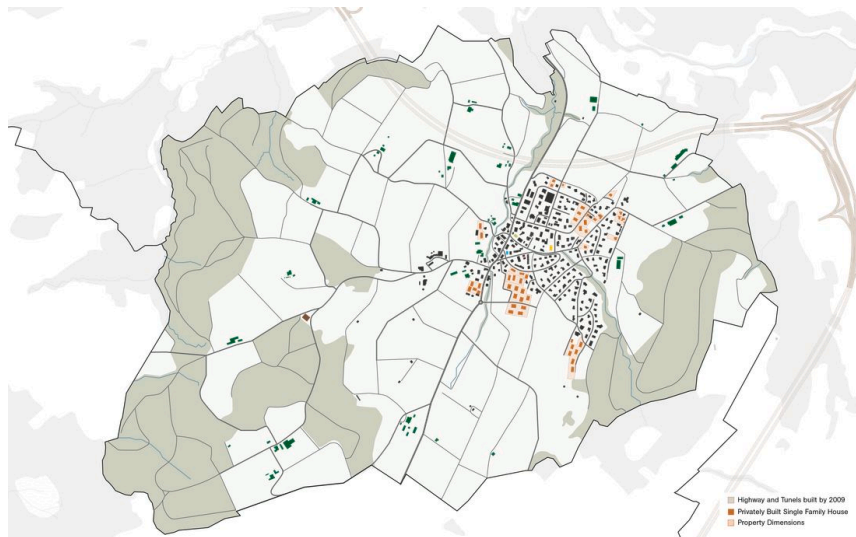 Highway and Tunels built by 2009
Privately Built Single Family House
Property Dimensions